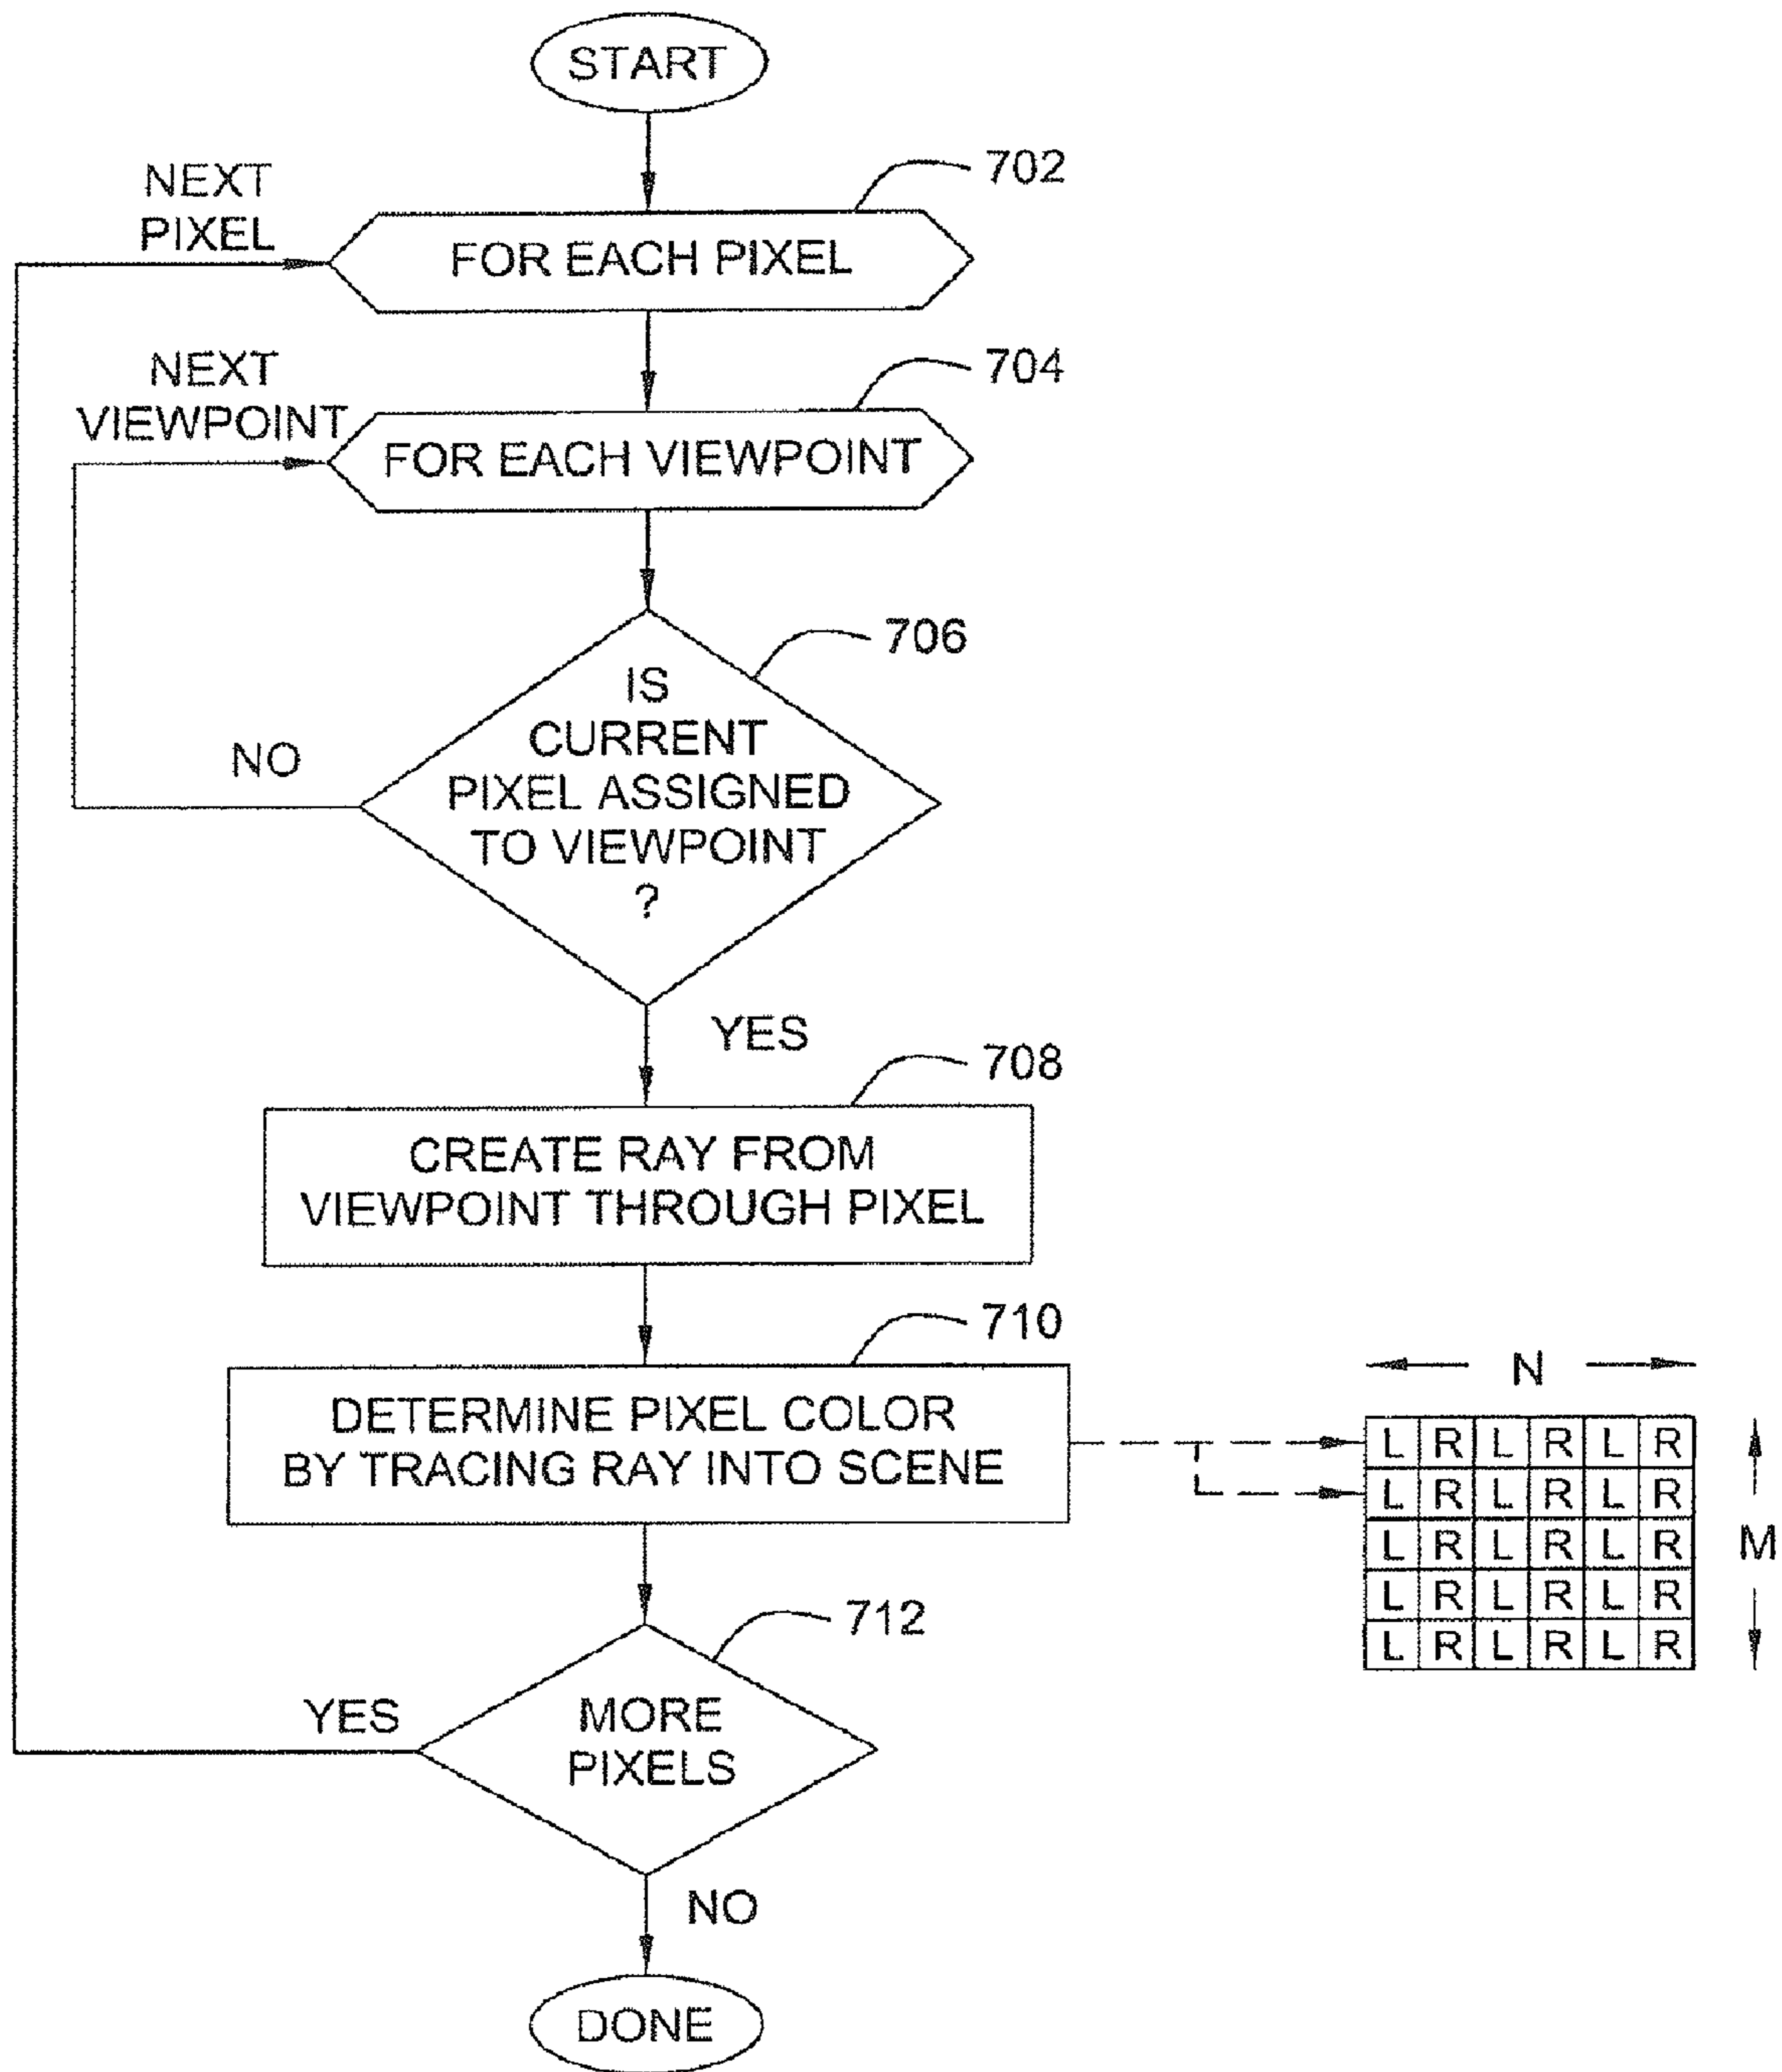 START
702
NEXT
PIXEL
FOR EACH PIXEL
704
NEXT
VIEWPOINT
FOR EACH VIEWPOINT
706
IS
CURRENT
PIXEL ASSIGNED
TO VIEWPOINT
?
NO
YES
708
CREATE RAY FROM
VIEWPOINT THROUGH PIXEL
710
DETERMINE PIXEL COLOR
BY TRACING RAY INTO SCENE
N
L R L R L R
L R L R L R
L R L R L R
L R L R L R
L R L R L R
M
712
MORE
PIXELS
YES
NO
DONE